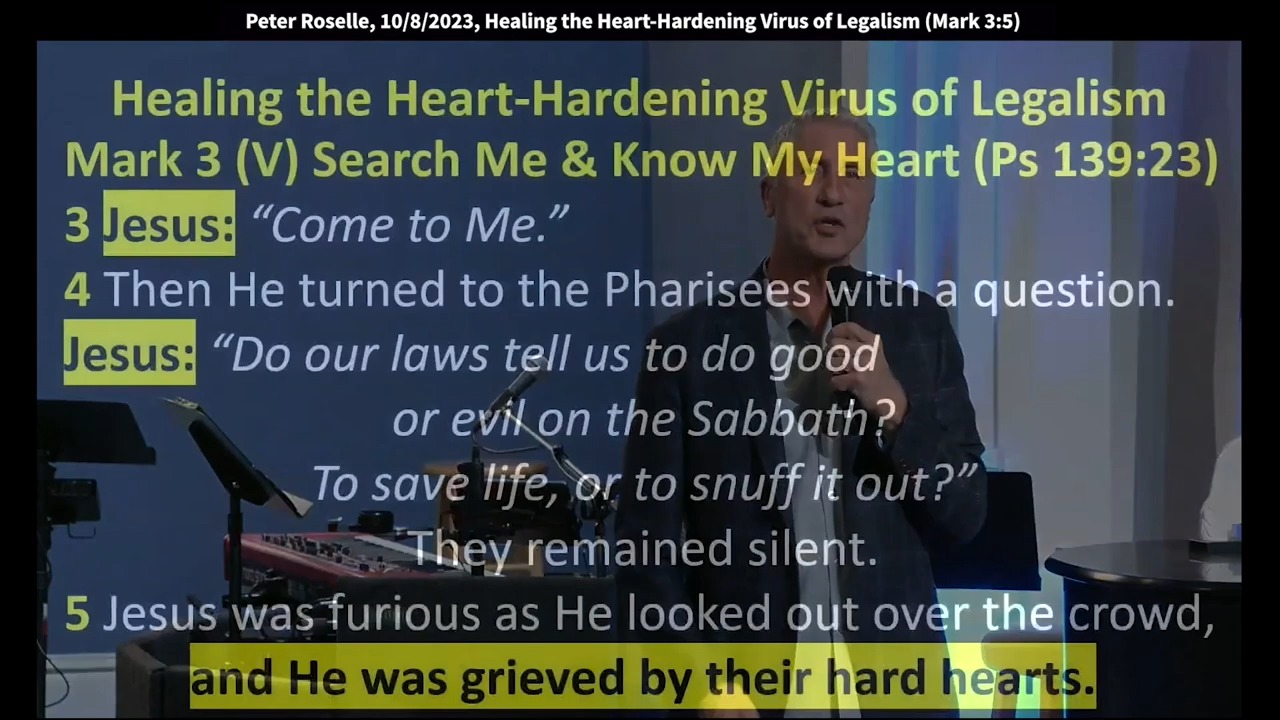 Peter Roselle, 10/8/2023, Healing the Heart-Hardening Virus of Legalism (Mark 3:5)
Healing the Heart-Hardening Virus of Legalism
Mark 3 (V) Search Me & Know My Heart (Ps 139:23)
3 Jesus: “Come to Me.”
4 Then He turned to the Pharisees with a question.
Jesus: “Do our laws tell us to do good
or evil on the Sabbath?
To save life, or to snuff it out?”
They remained silent.
5 Jesus was furious as He looked out over the crowd,
and He was grieved by their hard hearts.